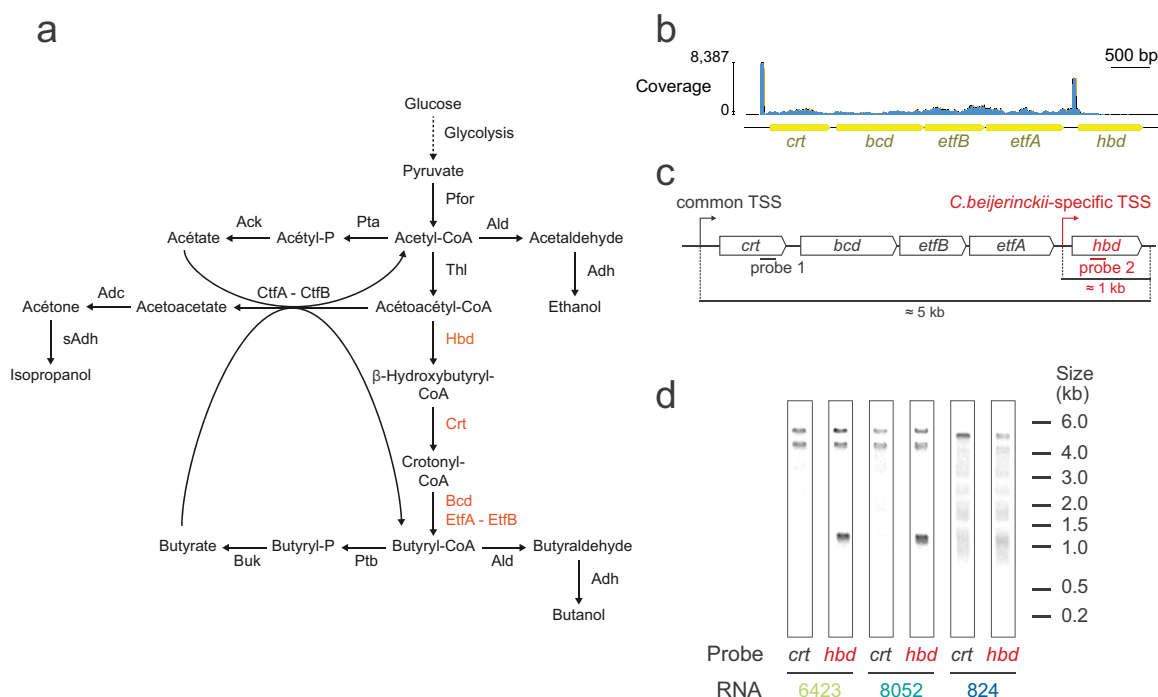 a
Glucose
Glycolysis
Pyruvate
Pfor
Acétate
Ack
Acétyl-P
Pta
Acetyl-CoA
Ald
Acetaldehyde
Adh
Ethanol
Thl
CtfA - CtfB
Acétone
Adc
Acetoacetate
Acétoacétyl-CoA
sAdh
Isopropanol
Hbd
β-Hydroxybutyryl-
CoA
Crt
Crotonyl-
CoA
Bcd
EtfA - EtfB
Butyrate
Buk
Butyryl-P
Ptb
Butyryl-CoA
Ald
Butyraldehyde
Adh
Butanol
b
8,387
Coverage
0
500 bp
crt bcd etfB etfA hbd
c
common TSS
C.beijerinckii-specific TSS
crt bcd etfB etfA hbd
probe 1
probe 2
≈ 1 kb
≈ 5 kb
d
Size
(kb)
6.0
4.0
3.0
2.0
1.5
1.0
0.5
0.2
Probe crt hbd crt hbd crt hbd
RNA 6423 8052 824